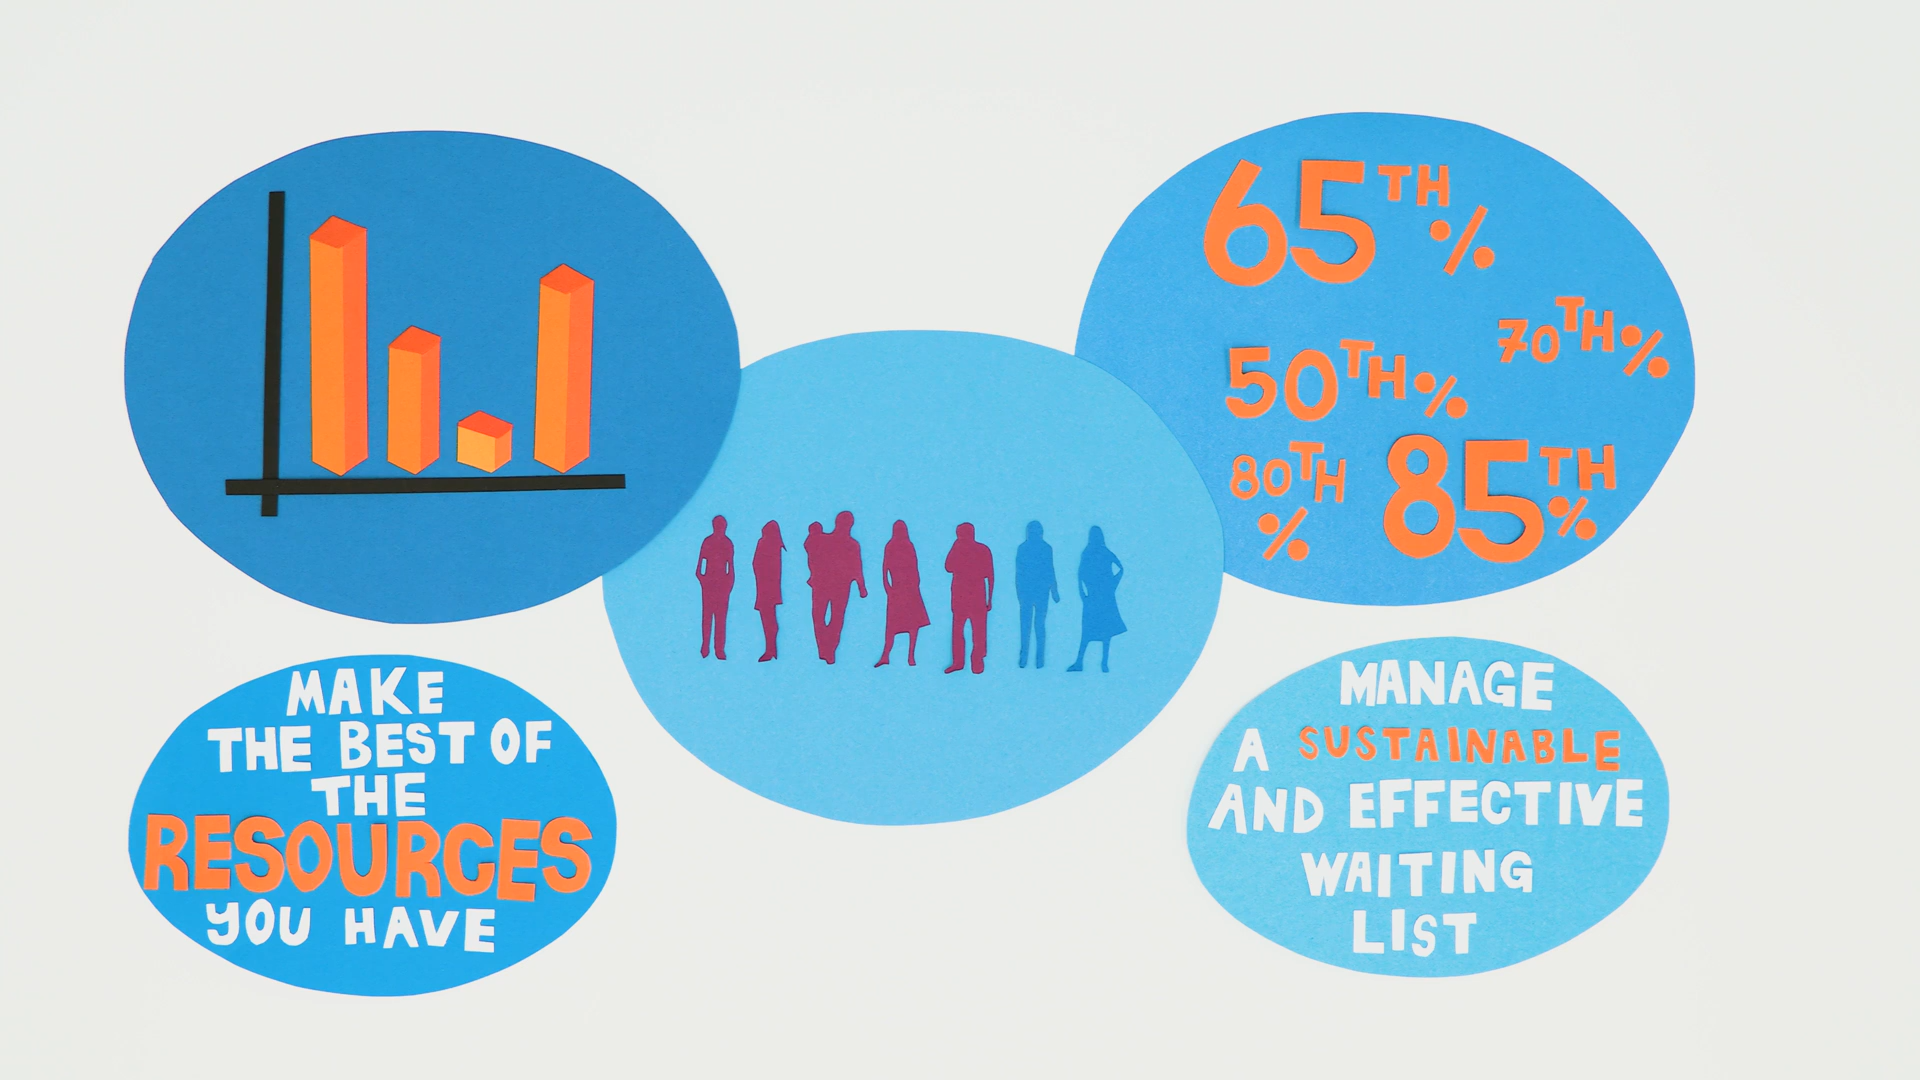 65TH%
70TH%
50TH%
80TH
%
85TH%
MAKE
THE BEST OF
THE
RESOURCES
YOU HAVE
MANAGE
A SUSTAINABLE
AND EFFECTIVE
WAITING
LIST